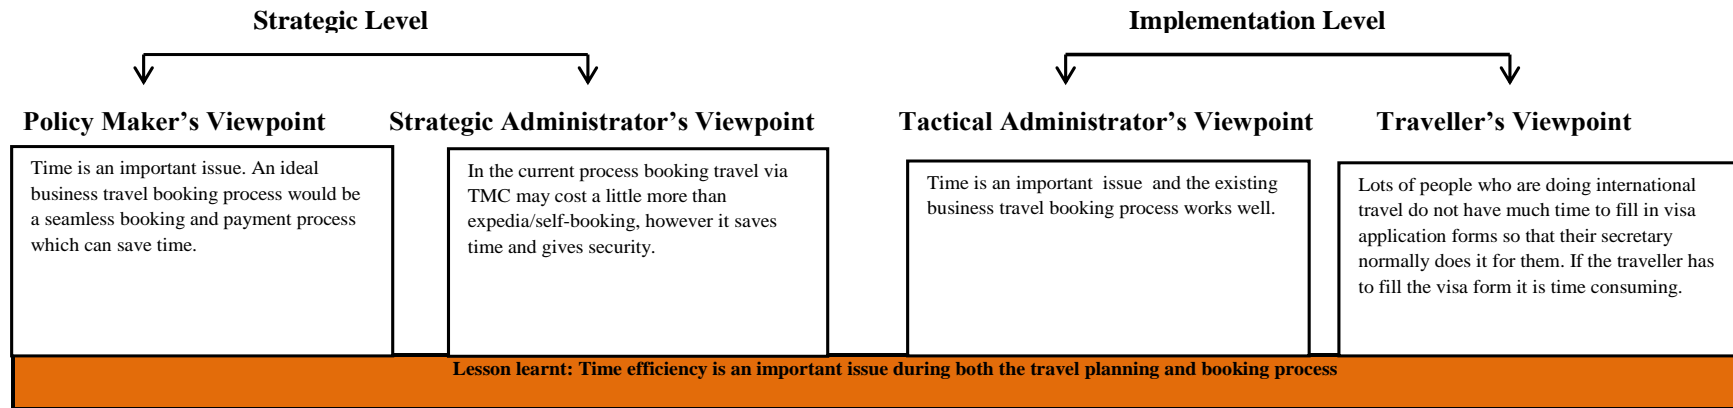 Strategic Level
Implementation Level
Policy Maker’s Viewpoint
Strategic Administrator’s Viewpoint
Tactical Administrator’s Viewpoint
Traveller’s Viewpoint
Time is an important issue. An ideal
business travel booking process would be
a seamless booking and payment process
which can save time.
In the current process booking travel via
TMC may cost a little more than
expedia/self-booking, however it saves
time and gives security.
Time is an important issue and the existing
business travel booking process works well.
Lots of people who are doing international
travel do not have much time to fill in visa
application forms so that their secretary
normally does it for them. If the traveller has
to fill the visa form it is time consuming.
Lesson learnt: Time efficiency is an important issue during both the travel planning and booking process